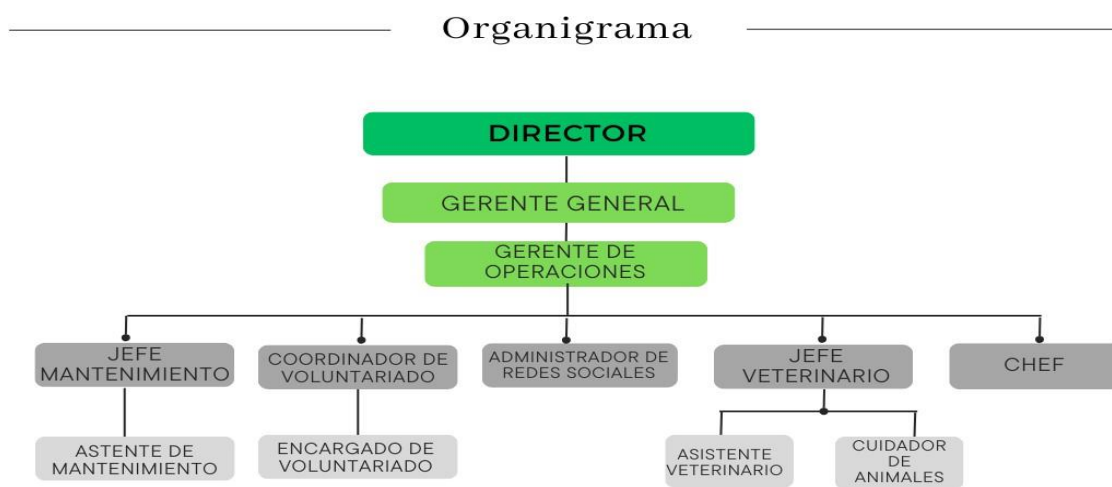 Organigrama
DIRECTOR
GERENTE GENERAL
GERENTE DE
OPERACIONES
JEFE
MANTENIMIENTO
COORDINADOR DE
VOLUNTARIADO
ADMINISTRADOR DE
REDES SOCIALES
JEFE
VETERINARIO
CHEF
ASTENTE DE
MANTENIMIENTO
ENCARGADO DE
VOLUNTARIADO
ASISTENTE
VETERINARIO
CUIDADOR
DE
ANIMALES